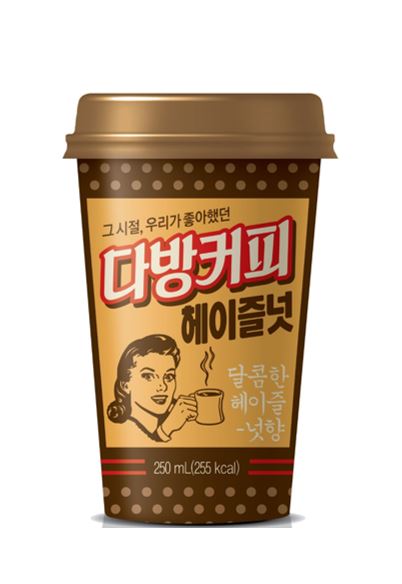 그 시절, 우리가 좋아했던
다방커피
헤이즐넛
달콤한
헤이즐
-넛향
250 mL(255 kcal)